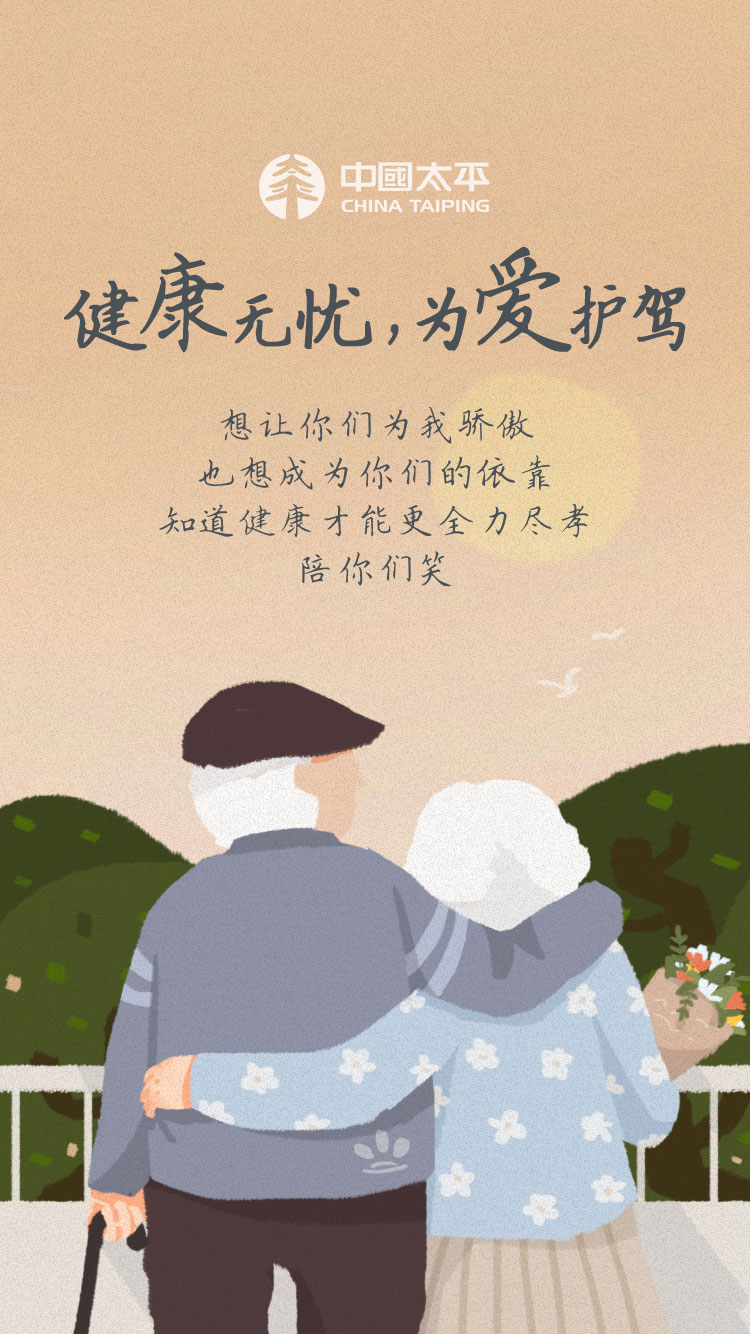 中國太平
CHINA TAIPING
健康无忧,为爱护驾
想让你们为我骄傲
也想成为你们的依靠
知道健康才能更全力尽孝
陪你们笑